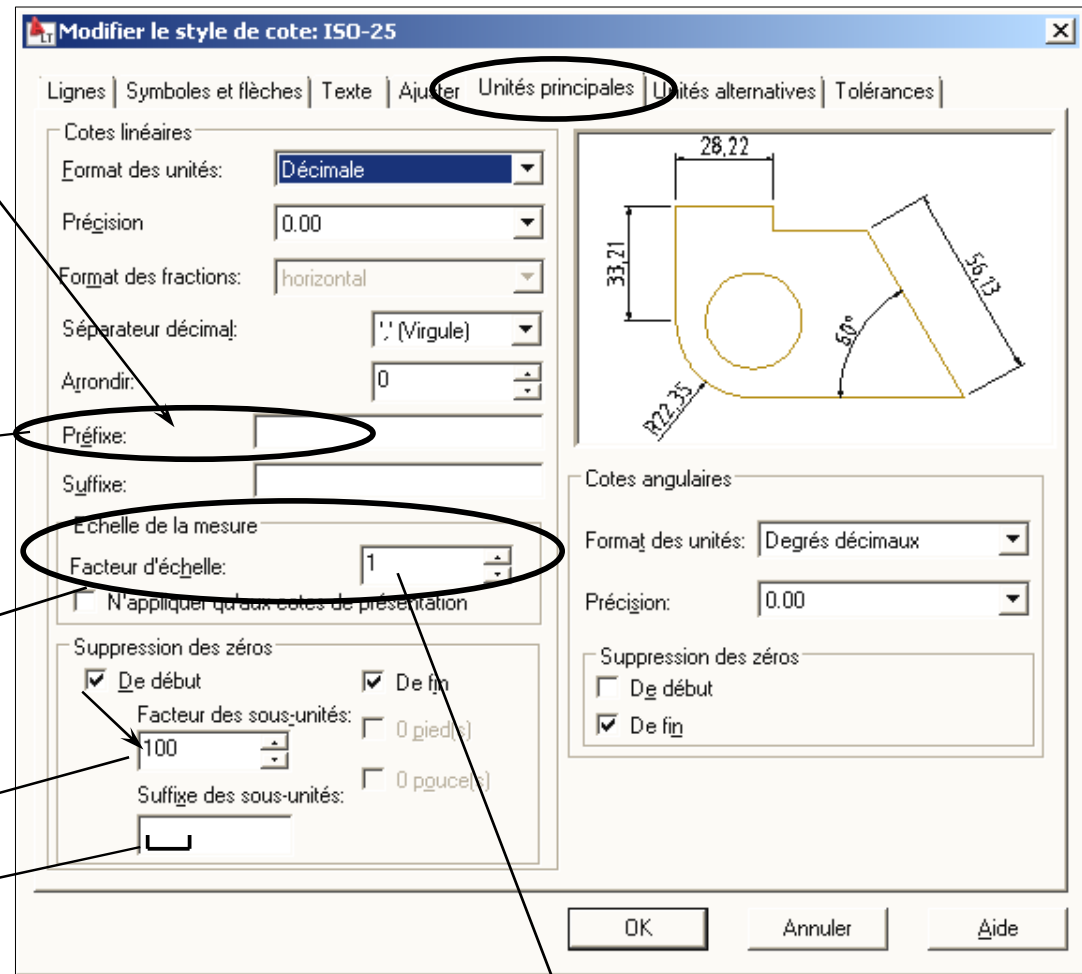 LT Modifier le style de cote: ISO-25
Lignes Symboles et flèches Texte Ajuster Unités principales Unités alternatives Tolérances
Cotes linéaires
Format des unités: Décimale
Précision 0.00
Format des fractions: horizontal
Séparateur décimal: ',' (Virgule)
Arrondir: 0
Préfixe:
Suffixe:
Echelle de la mesure
Facteur d'échelle: 1
N'appliquer qu'aux cotes de présentation
Suppression des zéros
De début De fin
Facteur des sous-unités: 0 pied(s)
100
0 pouce(s)
Suffixe des sous-unités:
28,22
33,21
56,13
60°
R22,35
Cotes angulaires
Format des unités: Degrés décimaux
Précision: 0.00
Suppression des zéros
De début
De fin
OK Annuler Aide